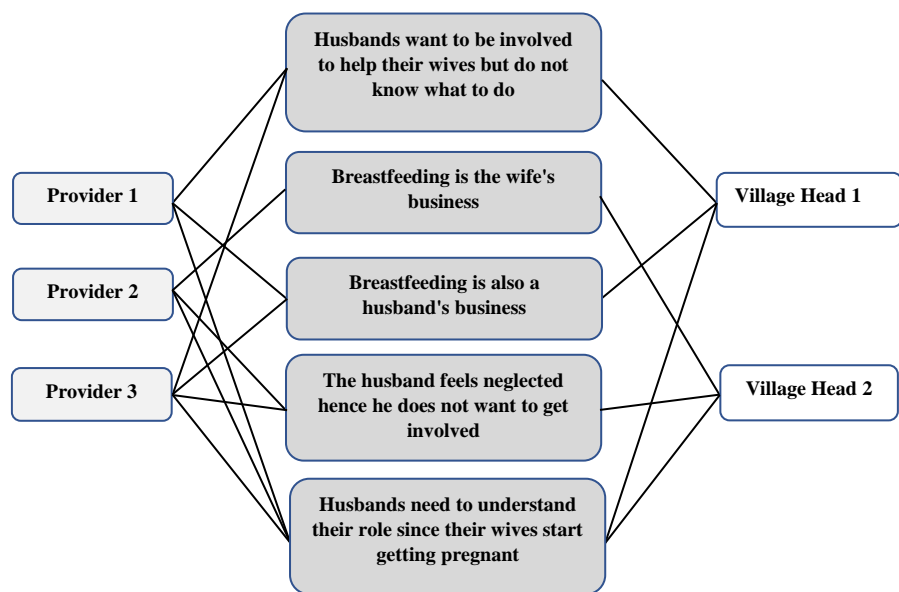 Husbands want to be involved
to help their wives but do not
know what to do
Provider 1
Breastfeeding is the wife's
business
Village Head 1
Provider 2
Breastfeeding is also a
husband's business
Provider 3
The husband feels neglected
hence he does not want to get
involved
Village Head 2
Husbands need to understand
their role since their wives start
getting pregnant